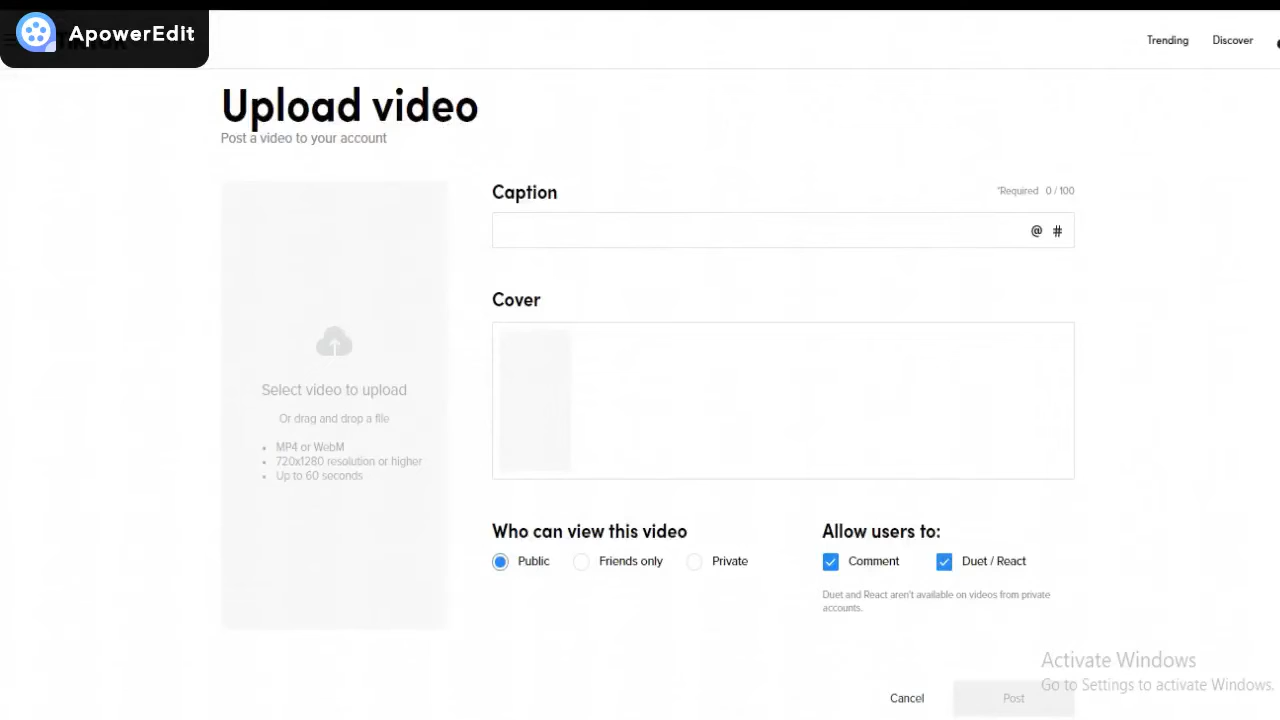 ApowerEdit
Trending Discover
Upload video
Post a video to your account
Caption
*Required 0 / 100
@ #
Cover
Select video to upload
Or drag and drop a file
• MP4 or WebM
• 720x1280 resolution or higher
• Up to 60 seconds
Who can view this video
Public Friends only Private
Allow users to:
Comment Duet / React
Duet and React aren't available on videos from private
accounts.
Activate Windows
Go to Settings to activate Windows.
Cancel Post